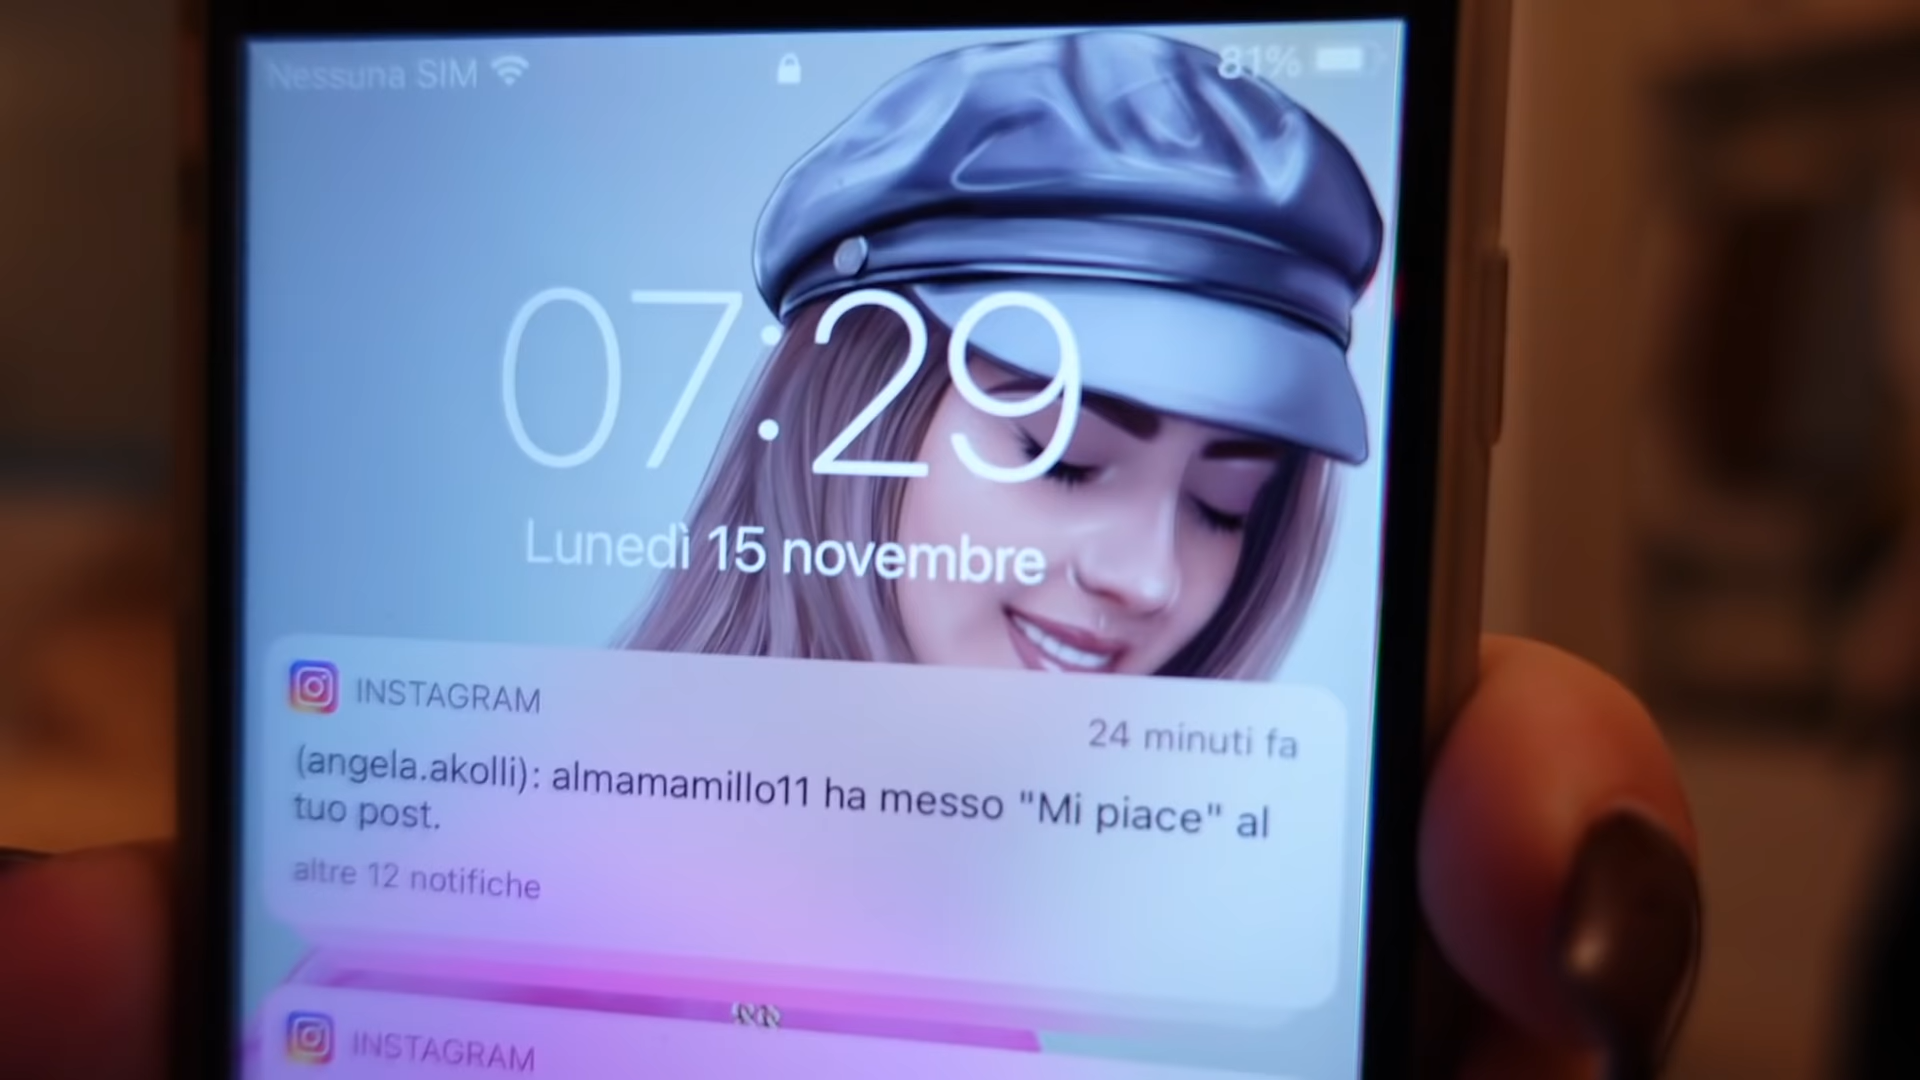 Nessuna SIM 81%
07:29
Lunedì 15 novembre
INSTAGRAM
24 minuti fa
(angela.akolli): almamamillo11 ha messo "Mi piace" al
tuo post.
altre 12 notifiche
INSTAGRAM